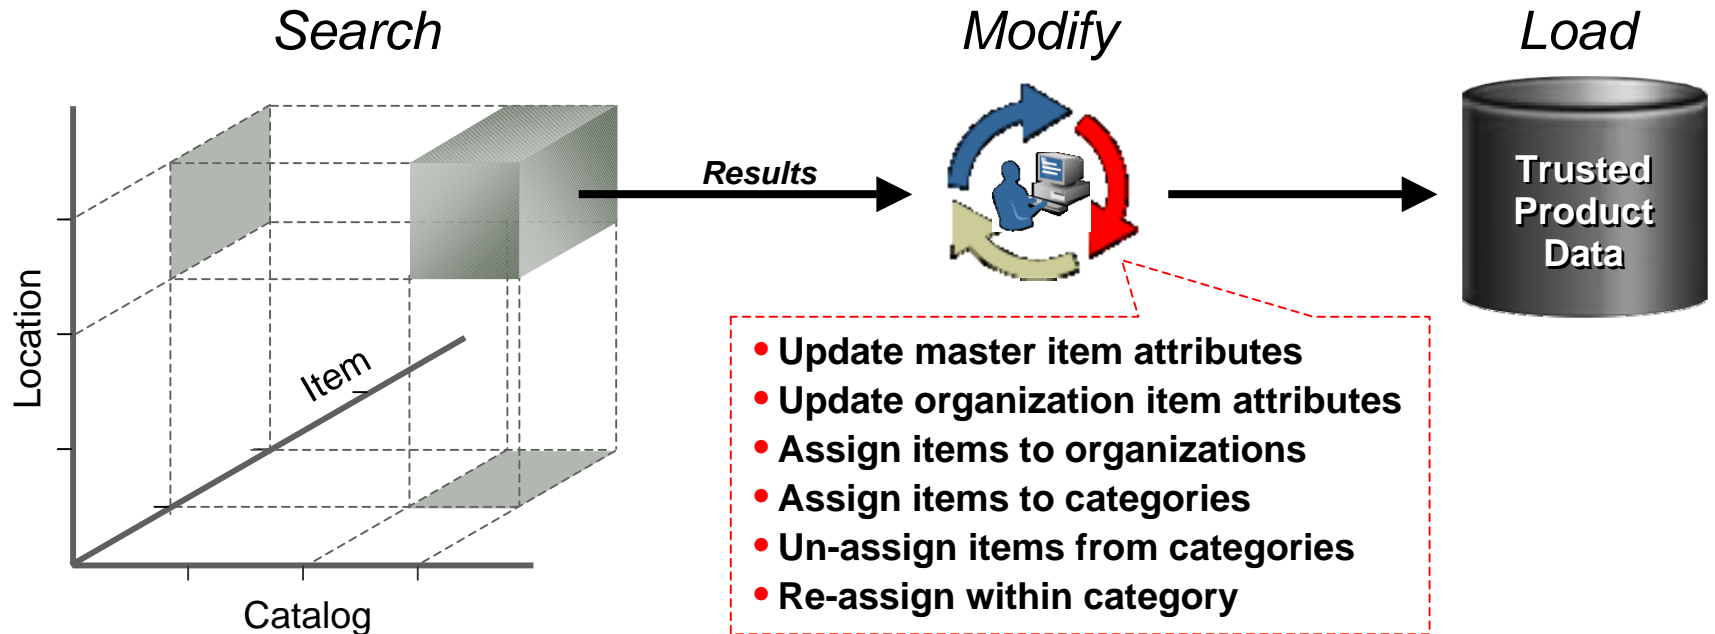 Search
Modify
Load
Results
Trusted
Product
Data
Location
Item
Catalog
• Update master item attributes
• Update organization item attributes
• Assign items to organizations
• Assign items to categories
• Un-assign items from categories
• Re-assign within category